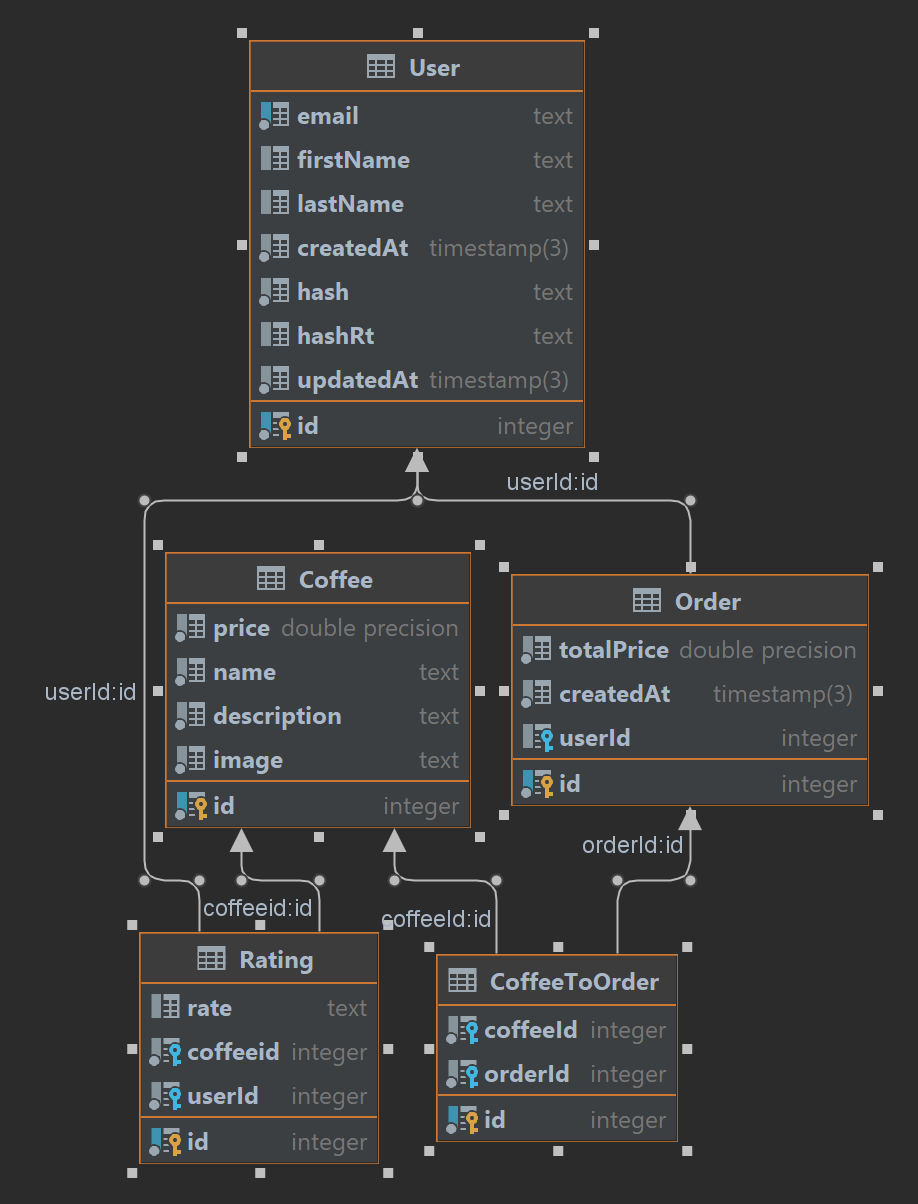 User
email text
firstName text
lastName text
createdAt timestamp(3)
hash text
hashRt text
updatedAt timestamp(3)
id integer
userId:id
Coffee
price double precision
name text
description text
image text
id integer
Order
totalPrice double precision
createdAt timestamp(3)
userId integer
id integer
userId:id
orderId:id
coffeeid:id
coffeeId:id
Rating
rate text
coffeeid integer
userId integer
id integer
CoffeeToOrder
coffeeId integer
orderId integer
id integer